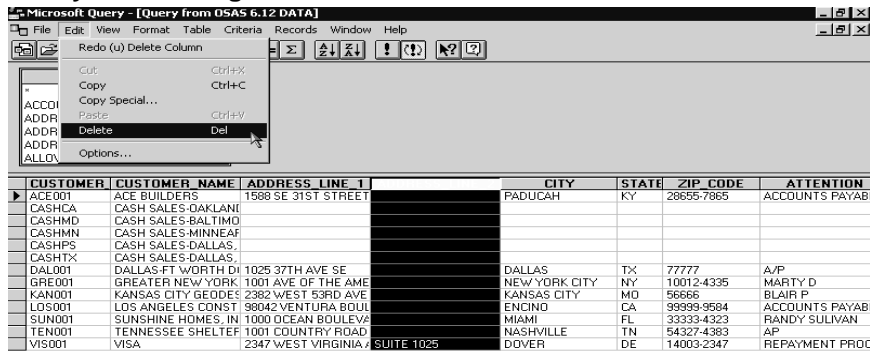 Microsoft Query - [Query from OSAS 6.12 DATA]
File Edit View Format Table Criteria Records Window Help
Redo (u) Delete Column
Cut Ctrl+X
Copy Ctrl+C
Copy Special...
Paste Ctrl+V
Delete Del
Options...
*
ACCO
ADDR
ADDR
ADDR
ALLO
CUSTOMER_ CUSTOMER_NAME ADDRESS_LINE_1 CITY STATE ZIP_CODE ATTENTION
ACE001 ACE BUILDERS 1588 SE 31ST STREET PADUCAH KY 28655-7865 ACCOUNTS PAYAB
CASHCA CASH SALES-OAKLAND
CASHMD CASH SALES-BALTIMO
CASHMN CASH SALES-MINNEAF
CASHPS CASH SALES-DALLAS,
CASHTX CASH SALES-DALLAS,
DAL001 DALLAS-FT WORTH DI 1025 37TH AVE SE DALLAS TX 77777 A/P
GRE001 GREATER NEW YORK 1001 AVE OF THE AME NEW YORK CITY NY 10012-4335 MARTY D
KAN001 KANSAS CITY GEODES 2382 WEST 53RD AVE KANSAS CITY MO 56666 BLAIR P
LOS001 LOS ANGELES CONST 98042 VENTURA BOUL ENCINO CA 99999-9584 ACCOUNTS PAYAB
SUN001 SUNSHINE HOMES, IN 1000 OCEAN BOULEVA MIAMI FL 33333-4323 RANDY SULIVAN
TEN001 TENNESSEE SHELTER 1001 COUNTRY ROAD NASHVILLE TN 54327-4383 AP
VIS001 VISA 2347 WEST VIRGINIA SUITE 1025 DOVER DE 14003-2347 REPAYMENT PROC